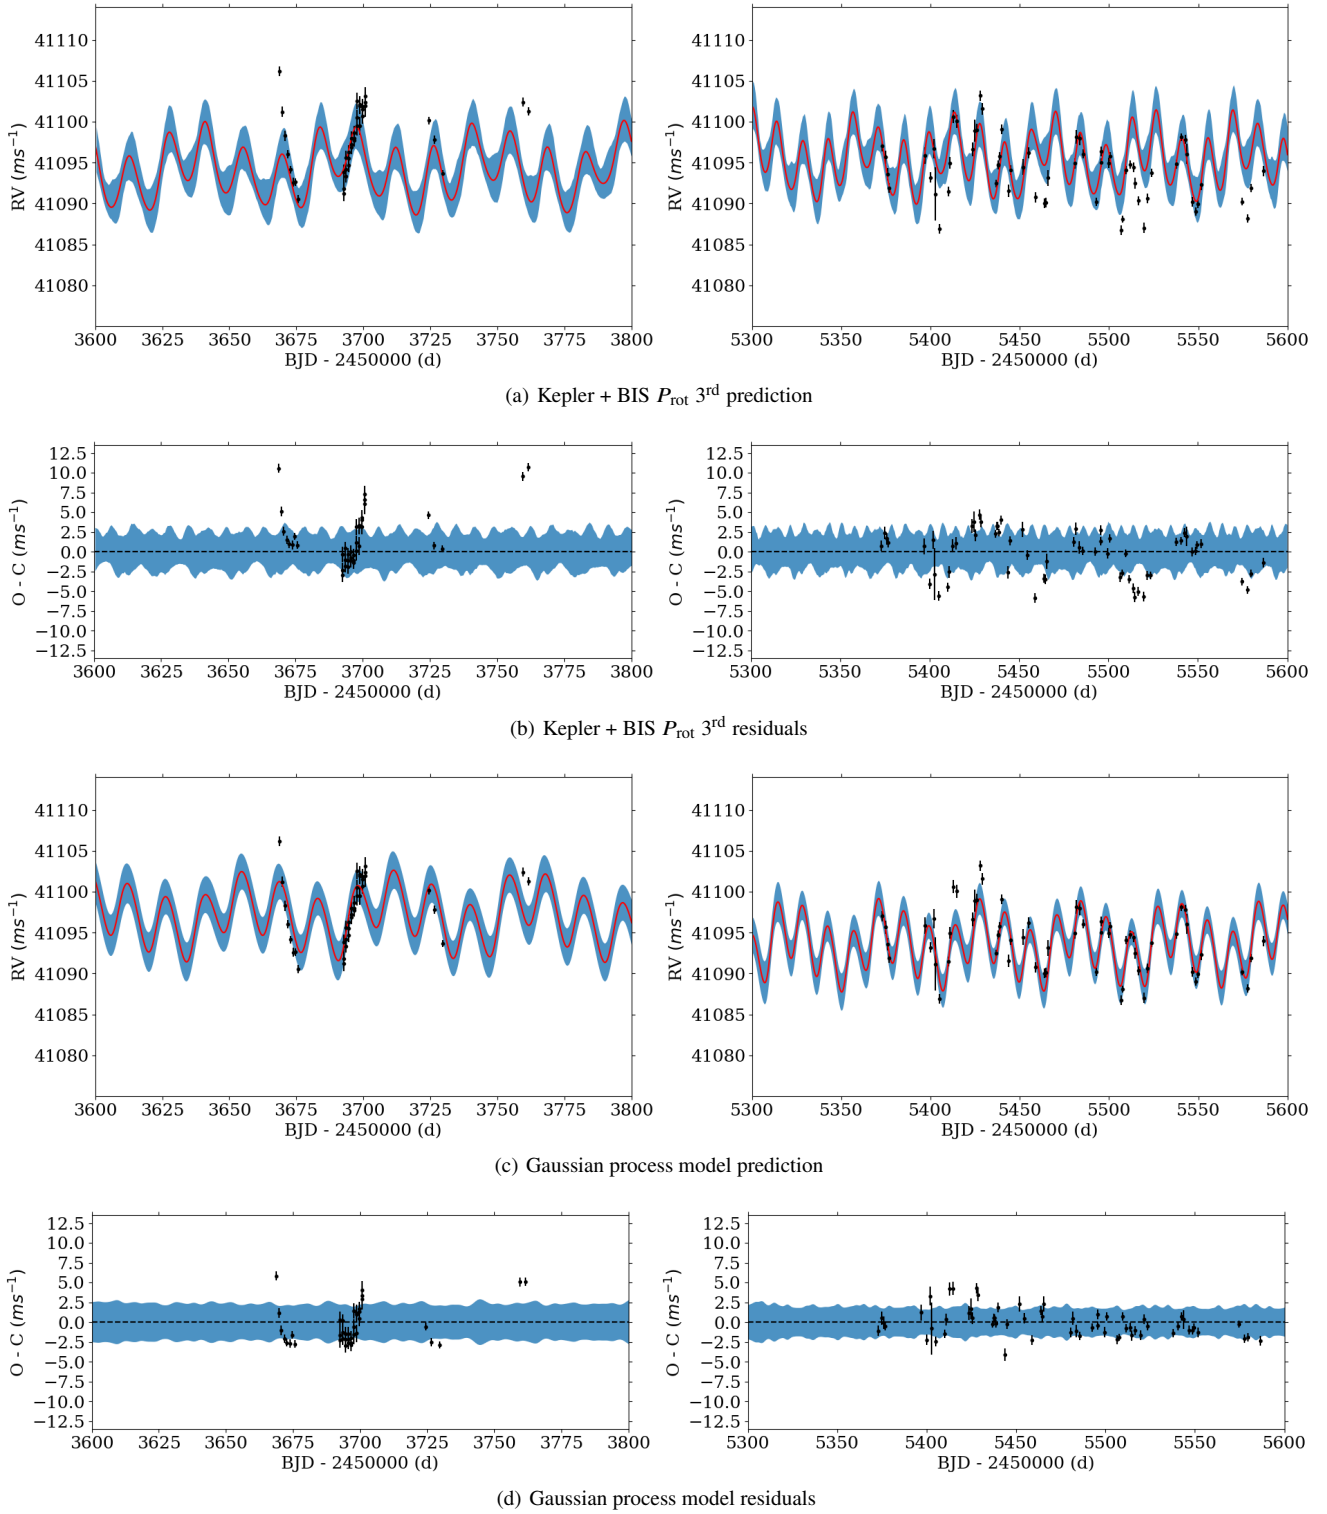 41110
41105
41100
41095
41090
41085
41080
RV (ms⁻¹)
3600 3625 3650 3675 3700 3725 3750 3775 3800
BJD - 2450000 (d)
41110
41105
41100
41095
41090
41085
41080
RV (ms⁻¹)
5300 5350 5400 5450 5500 5550 5600
BJD - 2450000 (d)
(a) Kepler + BIS P_rot 3rd prediction
12.5
10.0
7.5
5.0
2.5
0.0
−2.5
−5.0
−7.5
−10.0
−12.5
O - C (ms⁻¹)
3600 3625 3650 3675 3700 3725 3750 3775 3800
BJD - 2450000 (d)
12.5
10.0
7.5
5.0
2.5
0.0
−2.5
−5.0
−7.5
−10.0
−12.5
O - C (ms⁻¹)
5300 5350 5400 5450 5500 5550 5600
BJD - 2450000 (d)
(b) Kepler + BIS P_rot 3rd residuals
41110
41105
41100
41095
41090
41085
41080
RV (ms⁻¹)
3600 3625 3650 3675 3700 3725 3750 3775 3800
BJD - 2450000 (d)
41110
41105
41100
41095
41090
41085
41080
RV (ms⁻¹)
5300 5350 5400 5450 5500 5550 5600
BJD - 2450000 (d)
(c) Gaussian process model prediction
12.5
10.0
7.5
5.0
2.5
0.0
−2.5
−5.0
−7.5
−10.0
−12.5
O - C (ms⁻¹)
3600 3625 3650 3675 3700 3725 3750 3775 3800
BJD - 2450000 (d)
12.5
10.0
7.5
5.0
2.5
0.0
−2.5
−5.0
−7.5
−10.0
−12.5
O - C (ms⁻¹)
5300 5350 5400 5450 5500 5550 5600
BJD - 2450000 (d)
(d) Gaussian process model residuals